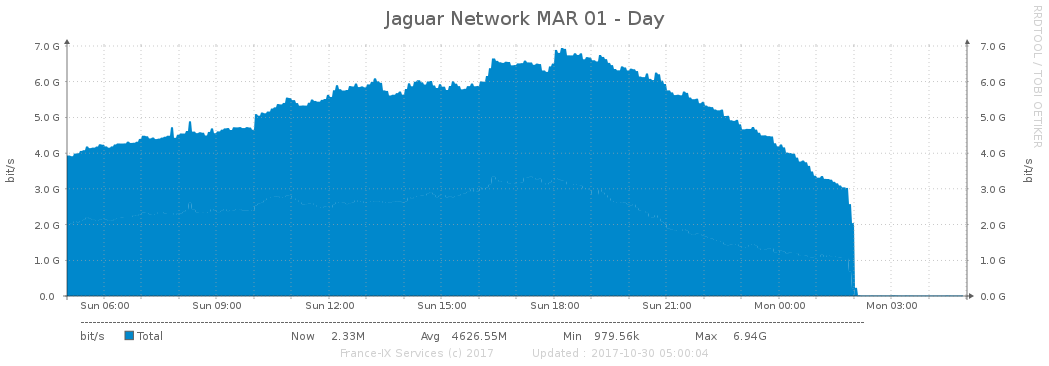 Jaguar Network MAR 01 - Day
RRDTOOL / TOBI OETIKER
7.0 G 7.0 G
6.0 G 6.0 G
5.0 G 5.0 G
4.0 G 4.0 G
bit/s bit/s
3.0 G 3.0 G
2.0 G 2.0 G
1.0 G 1.0 G
0.0 0.0 G
Sun 06:00 Sun 09:00 Sun 12:00 Sun 15:00 Sun 18:00 Sun 21:00 Mon 00:00 Mon 03:00
bit/s Total Now 2.33M Avg 4626.55M Min 979.56k Max 6.94G
France-IX Services (c) 2017 Updated : 2017-10-30 05:00:04